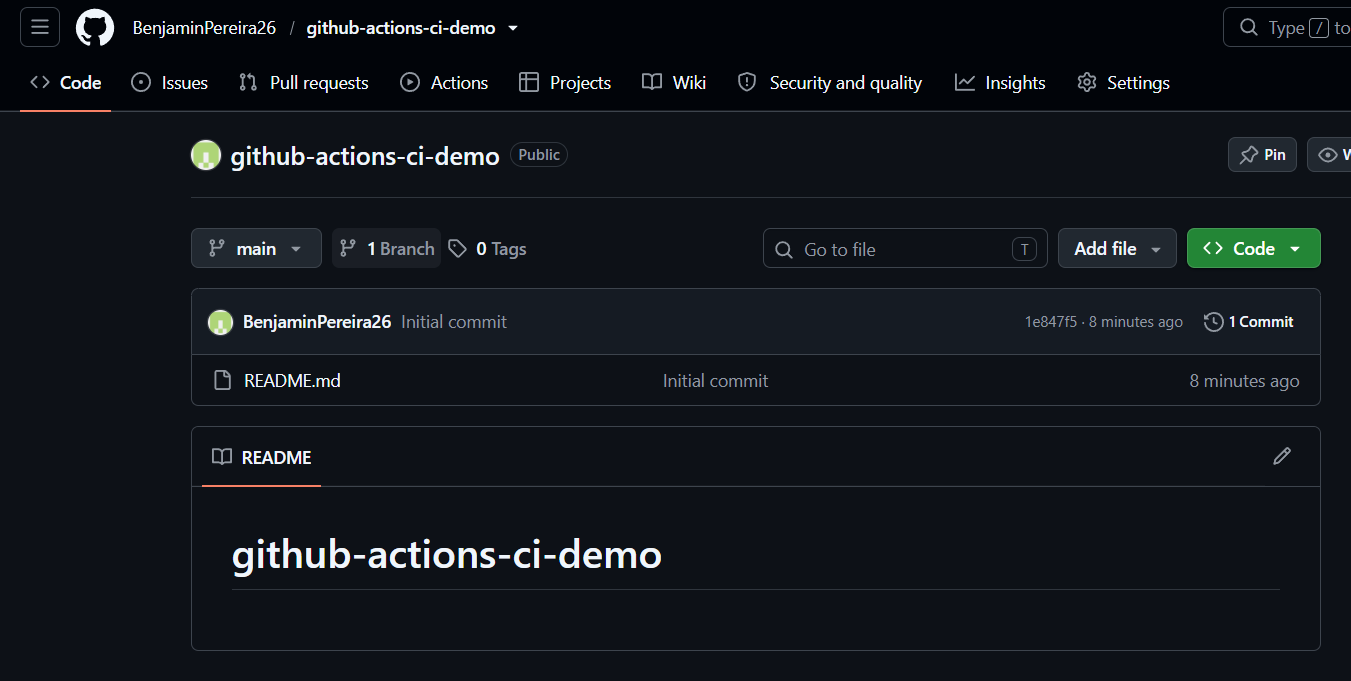 BenjaminPereira26 / github-actions-ci-demo
Type / to
Code Issues Pull requests Actions Projects Wiki Security and quality Insights Settings
github-actions-ci-demo Public
Pin
main 1 Branch 0 Tags Go to file T Add file Code
BenjaminPereira26 Initial commit 1e847f5 · 8 minutes ago 1 Commit
README.md Initial commit 8 minutes ago
README
github-actions-ci-demo